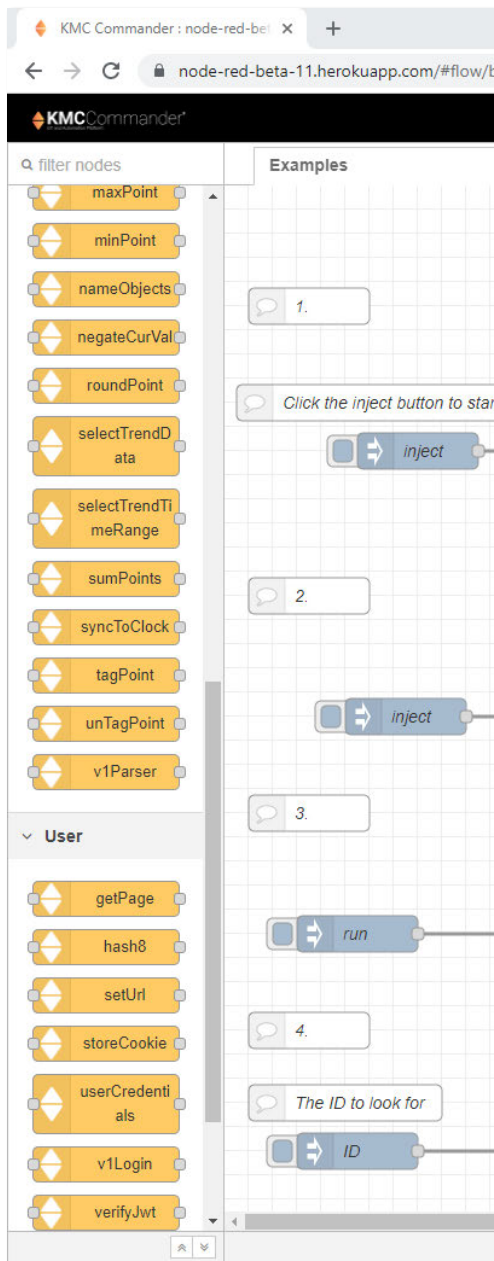 KMC Commander : node-red-bet
node-red-beta-11.herokuapp.com/#flow/b
KMCCommander
filter nodes
Examples
maxPoint
minPoint
nameObjects
negateCurVal
roundPoint
selectTrendD
ata
selectTrendTi
meRange
sumPoints
syncToClock
tagPoint
unTagPoint
v1Parser
User
getPage
hash8
setUrl
storeCookie
userCredenti
als
v1Login
verifyJwt
1.
Click the inject button to star
inject
2.
inject
3.
run
4.
The ID to look for
ID